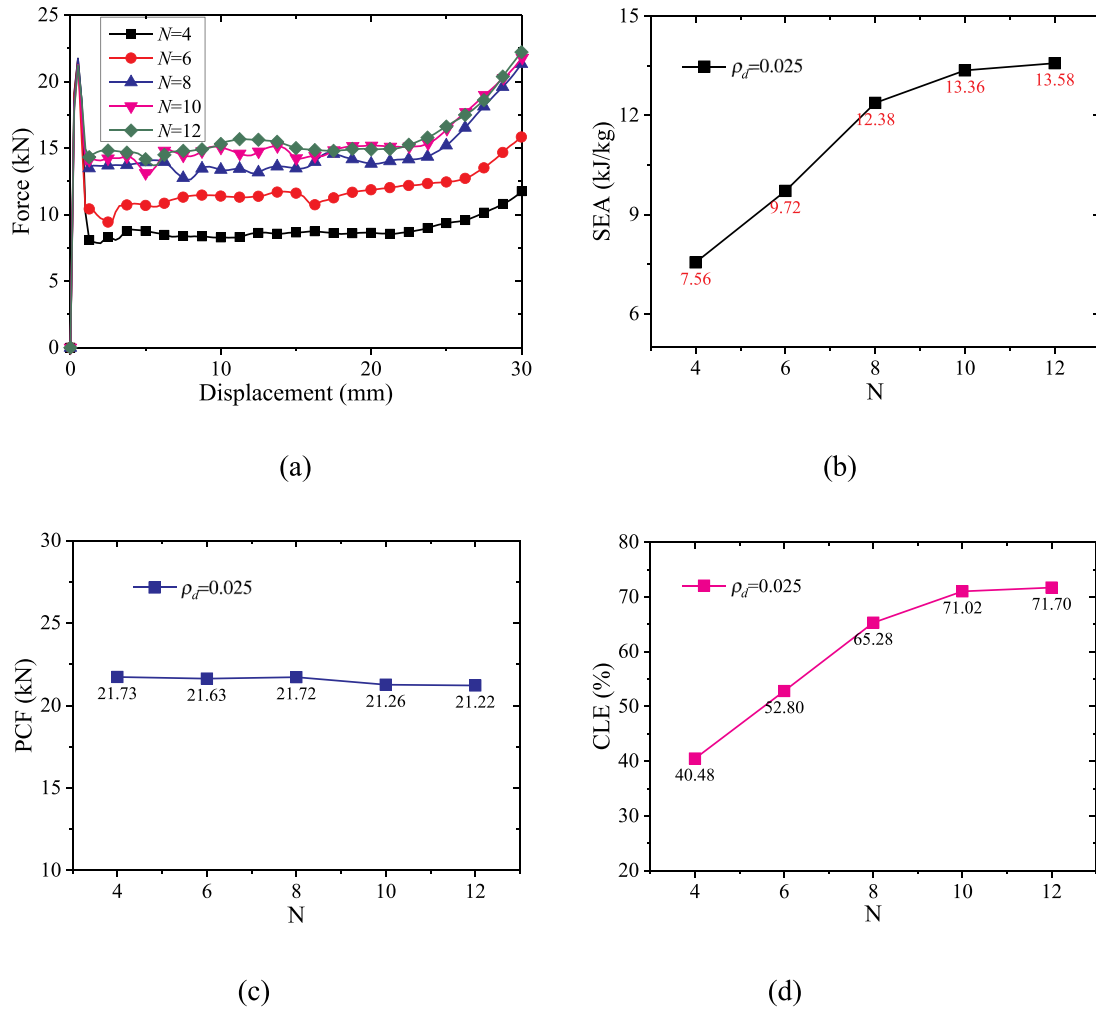 25
20
15
10
5
0
Force (kN)
N=4
N=6
N=8
N=10
N=12
0 10 20 30
Displacement (mm)
(a)
15
12
9
6
SEA (kJ/kg)
ρd=0.025
7.56
9.72
12.38
13.36
13.58
4 6 8 10 12
N
(b)
30
25
20
15
10
PCF (kN)
ρd=0.025
21.73 21.63 21.72 21.26 21.22
4 6 8 10 12
N
(c)
80
70
60
50
40
30
20
CLE (%)
ρd=0.025
40.48
52.80
65.28
71.02
71.70
4 6 8 10 12
N
(d)